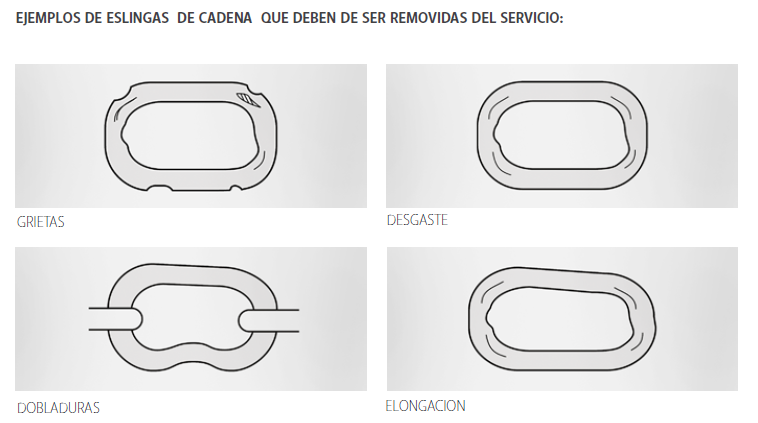 EJEMPLOS DE ESLINGAS DE CADENA QUE DEBEN DE SER REMOVIDAS DEL SERVICIO:
GRIETAS
DESGASTE
DOBLADURAS
ELONGACION